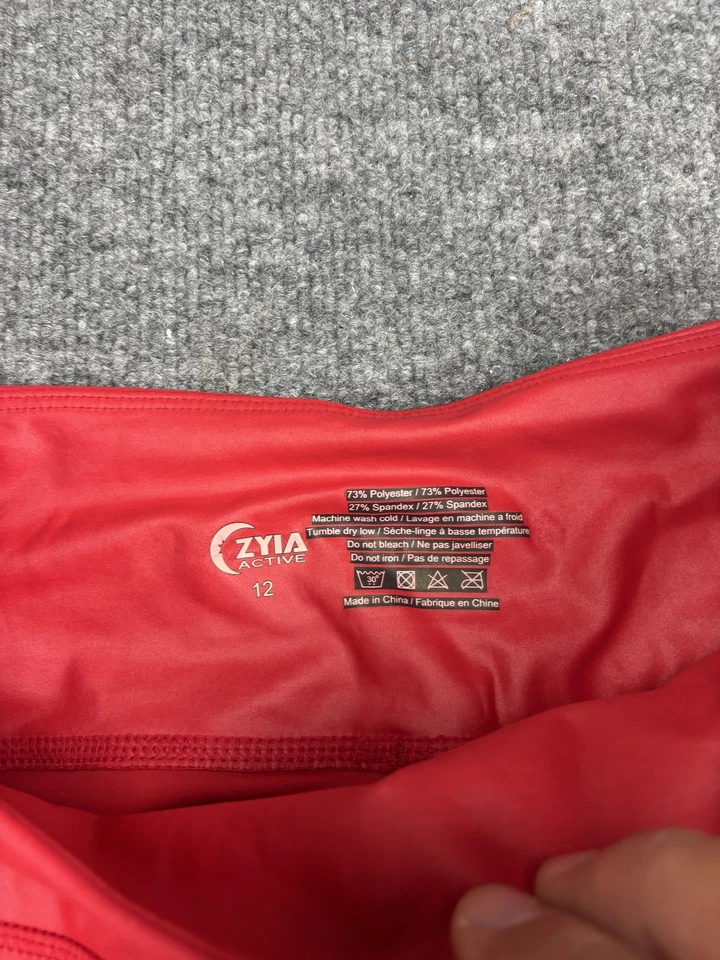 ZYIA
ACTIVE
12
73% Polyester / 73% Polyester
27% Spandex / 27% Spandex
Machine wash cold / Lavage en machine a froid
Tumble dry low / Sèche-linge à basse température
Do not bleach / Ne pas javelliser
Do not iron / Pas de repassage
30°
Made in China / Fabrique en Chine